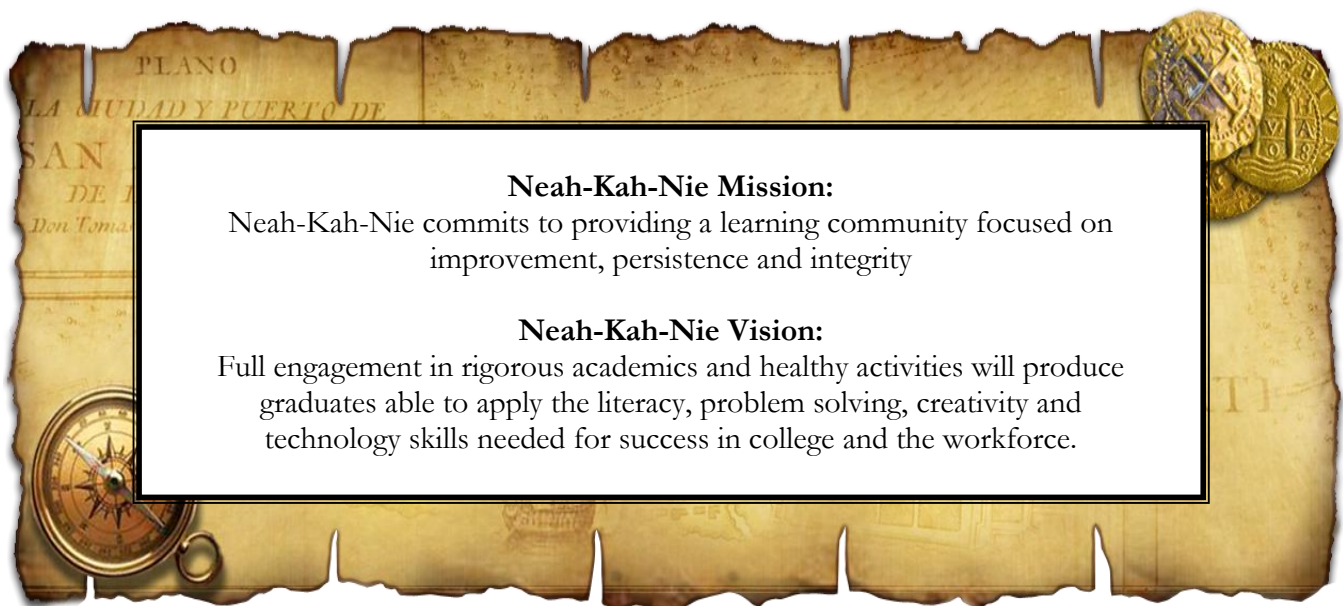 PLANO
LA CIUDAD Y PUERTO DE
SAN
DE
Don Tomas
Neah-Kah-Nie Mission:
Neah-Kah-Nie commits to providing a learning community focused on
improvement, persistence and integrity
Neah-Kah-Nie Vision:
Full engagement in rigorous academics and healthy activities will produce
graduates able to apply the literacy, problem solving, creativity and
technology skills needed for success in college and the workforce.